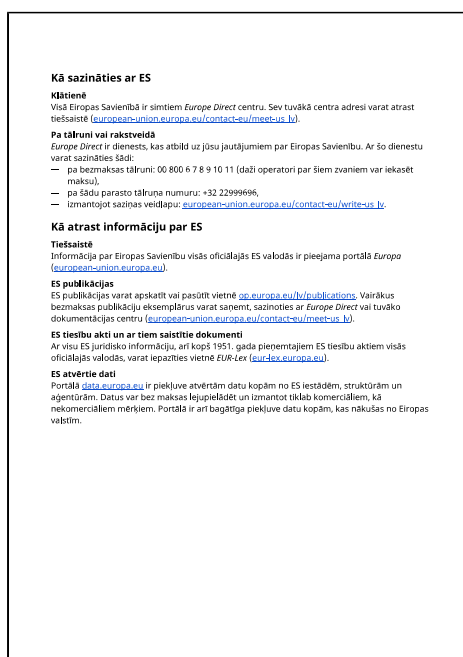 Kā sazināties ar ES
Klātienē
Visā Eiropas Savienībā ir simtiem Europe Direct centru. Sev tuvākā centra adresi varat atrast
tiešsaistē (european-union.europa.eu/contact-eu/meet-us_lv).
Pa tālruni vai rakstveidā
Europe Direct ir dienests, kas atbild uz jūsu jautājumiem par Eiropas Savienību. Ar šo dienestu
varat sazināties šādi:
— pa bezmaksas tālruni: 00 800 6 7 8 9 10 11 (daži operatori par šiem zvaniem var iekasēt
maksu),
— pa šādu parasto tālruņa numuru: +32 22999696,
— izmantojot saziņas veidlapu: european-union.europa.eu/contact-eu/write-us_lv.
Kā atrast informāciju par ES
Tiešsaistē
Informācija par Eiropas Savienību visās oficiālajās ES valodās ir pieejama portālā Europa
(european-union.europa.eu).
ES publikācijas
ES publikācijas varat apskatīt vai pasūtīt vietnē op.europa.eu/lv/publications. Vairākus
bezmaksas publikāciju eksemplārus varat saņemt, sazinoties ar Europe Direct vai tuvāko
dokumentācijas centru (european-union.europa.eu/contact-eu/meet-us_lv).
ES tiesību akti un ar tiem saistītie dokumenti
Ar visu ES juridisko informāciju, arī kopš 1951. gada pieņemtajiem ES tiesību aktiem visās
oficiālajās valodās, varat iepazīties vietnē EUR-Lex (eur-lex.europa.eu).
ES atvērtie dati
Portālā data.europa.eu ir piekļuve atvērtām datu kopām no ES iestādēm, struktūrām un
aģentūrām. Datus var bez maksas lejupielādēt un izmantot tiklab komerciāliem, kā
nekomerciāliem mērķiem. Portālā ir arī bagātīga piekļuve datu kopām, kas nākušas no Eiropas
valstīm.